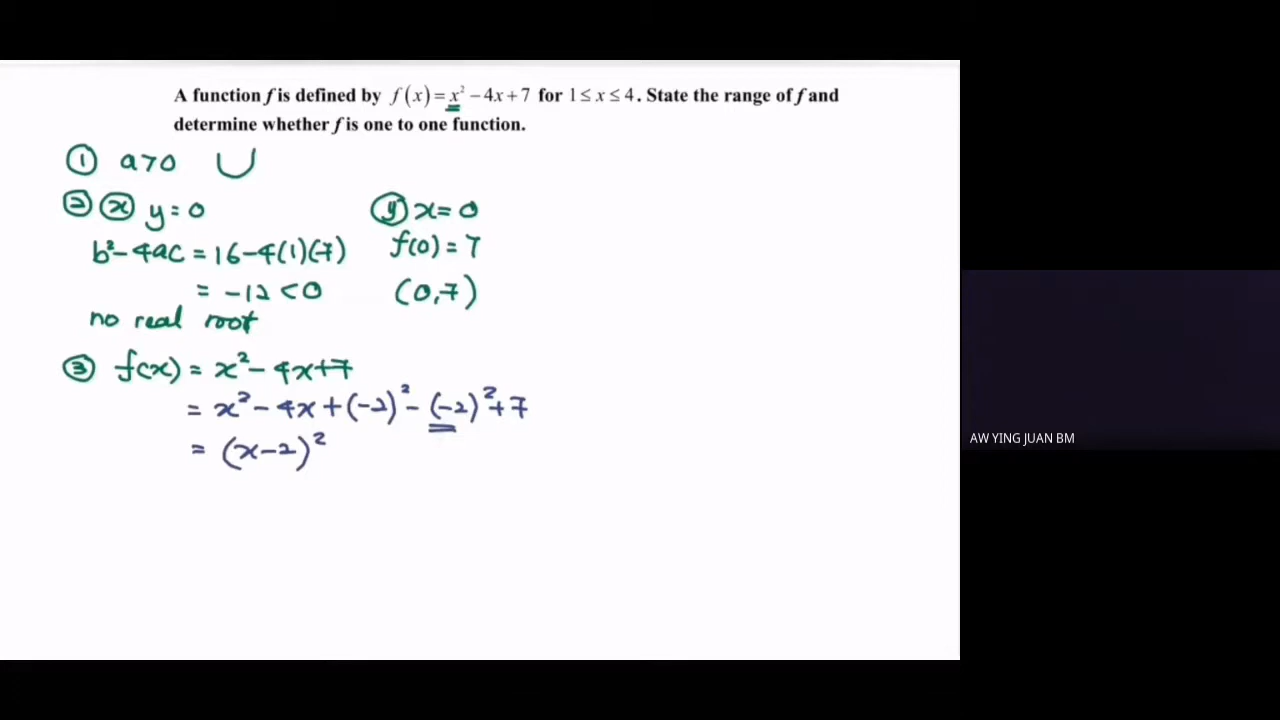 A function f is defined by f(x) = x² − 4x + 7 for 1 ≤ x ≤ 4. State the range of f and
determine whether f is one to one function.
① a>0
② ⓧ y = 0
b² − 4ac = 16 − 4(1)(7)
= −12 < 0
no real root
ⓨ x = 0
f(0) = 7
(0,7)
③ f(x) = x² − 4x + 7
= x² − 4x + (−2)² − (−2)² + 7
= (x − 2)²
AW YING JUAN BM